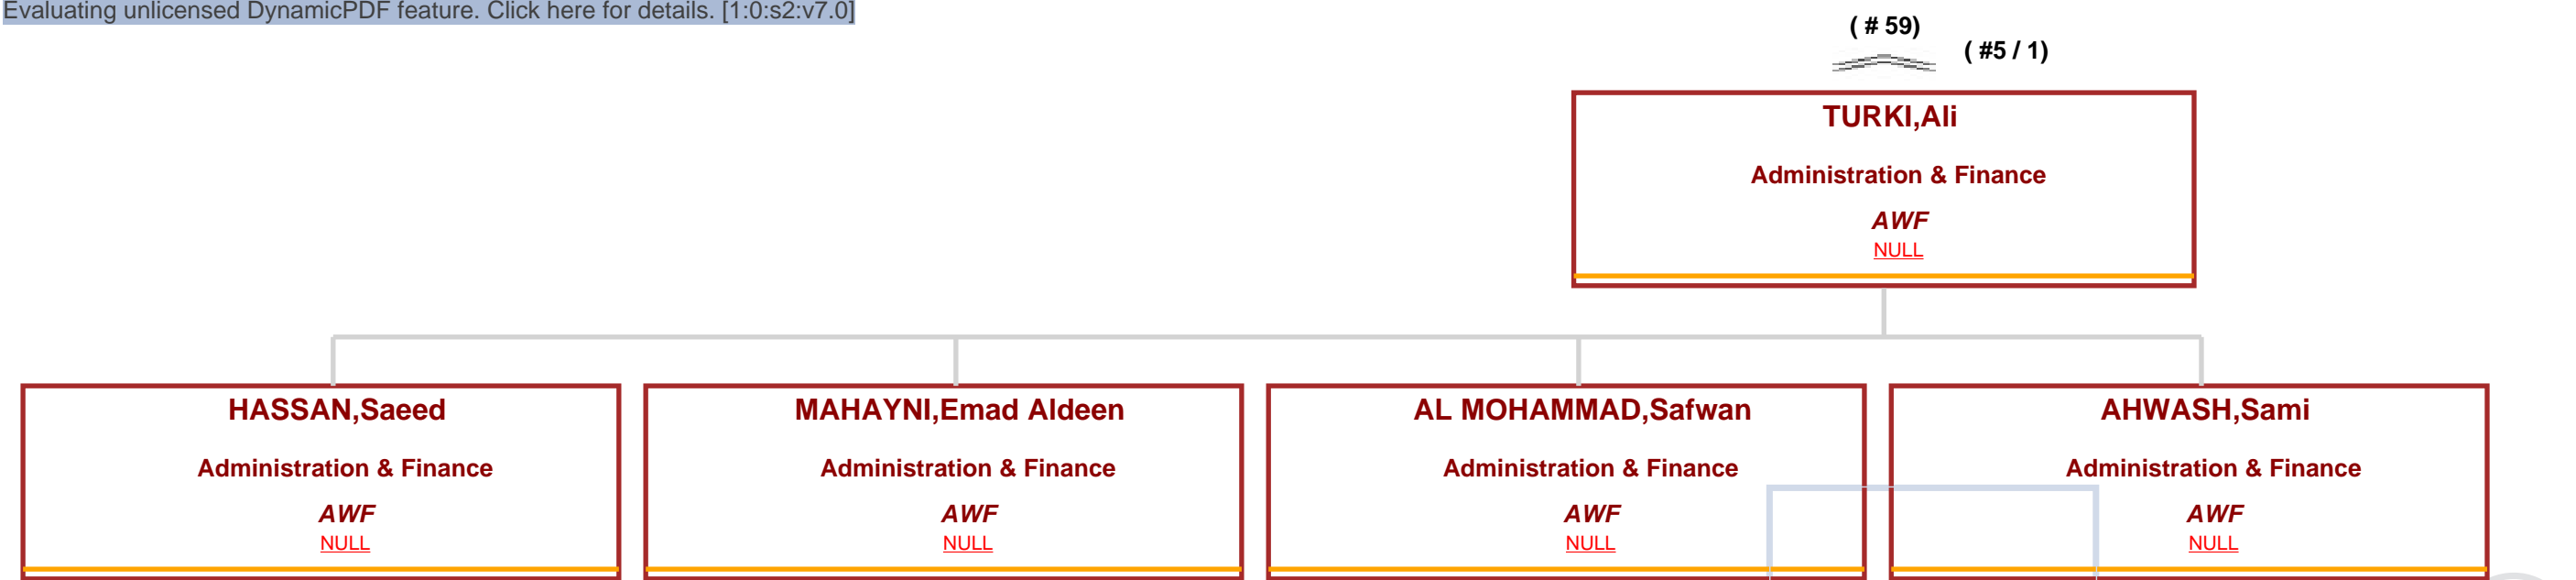 Evaluating unlicensed DynamicPDF feature. Click here for details. [1:0:s2:v7.0]
( # 59)
( #5 / 1)
TURKI,Ali
Administration & Finance
AWF
NULL
HASSAN,Saeed
Administration & Finance
AWF
NULL
MAHAYNI,Emad Aldeen
Administration & Finance
AWF
NULL
AL MOHAMMAD,Safwan
Administration & Finance
AWF
NULL
AHWASH,Sami
Administration & Finance
AWF
NULL